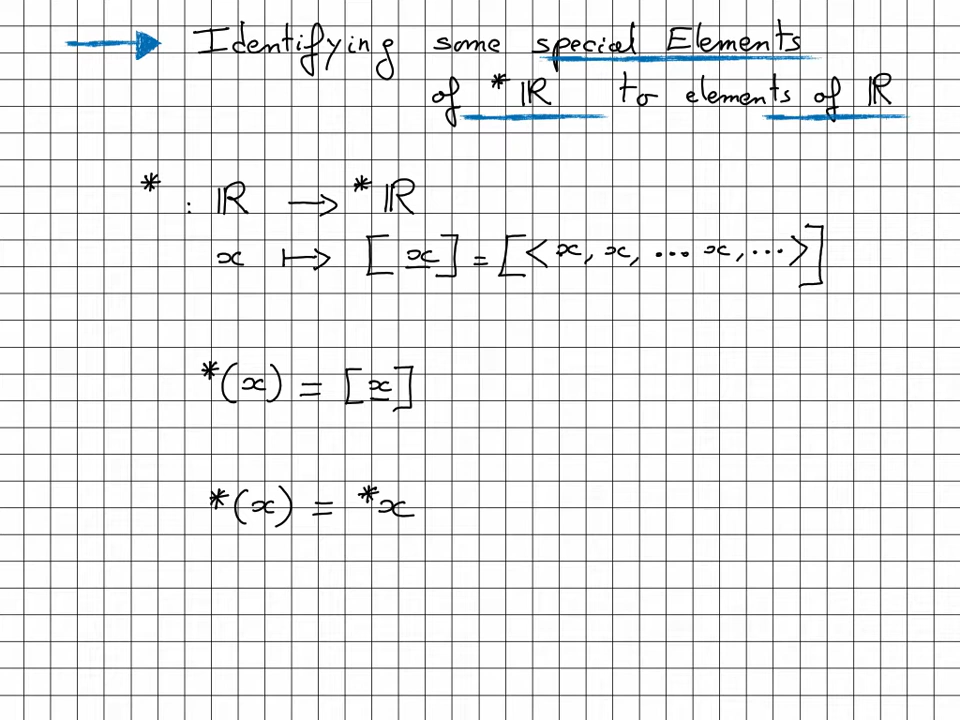 Identifying some special Elements
of *ℝ to elements of ℝ
* : ℝ → *ℝ
x ↦ [x̲] = [<x, x, ... x, ...>]
*(x) = [x̲]
*(x) = *x